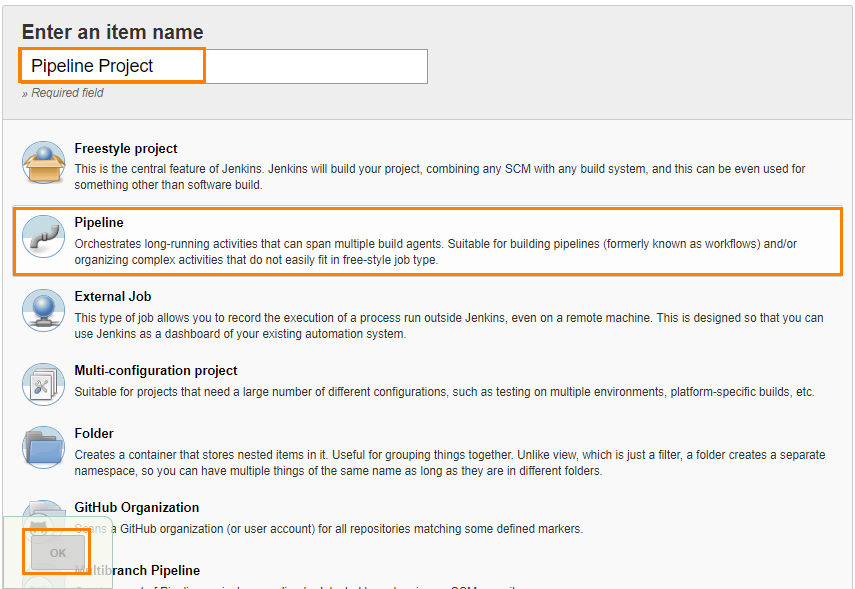 Enter an item name
Pipeline Project
» Required field
Freestyle project
This is the central feature of Jenkins. Jenkins will build your project, combining any SCM with any build system, and this can be even used for
something other than software build.
Pipeline
Orchestrates long-running activities that can span multiple build agents. Suitable for building pipelines (formerly known as workflows) and/or
organizing complex activities that do not easily fit in free-style job type.
External Job
This type of job allows you to record the execution of a process run outside Jenkins, even on a remote machine. This is designed so that you can
use Jenkins as a dashboard of your existing automation system.
Multi-configuration project
Suitable for projects that need a large number of different configurations, such as testing on multiple environments, platform-specific builds, etc.
Folder
Creates a container that stores nested items in it. Useful for grouping things together. Unlike view, which is just a filter, a folder creates a separate
namespace, so you can have multiple things of the same name as long as they are in different folders.
GitHub Organization
Scans a GitHub organization (or user account) for all repositories matching some defined markers.
OK
Multibranch Pipeline